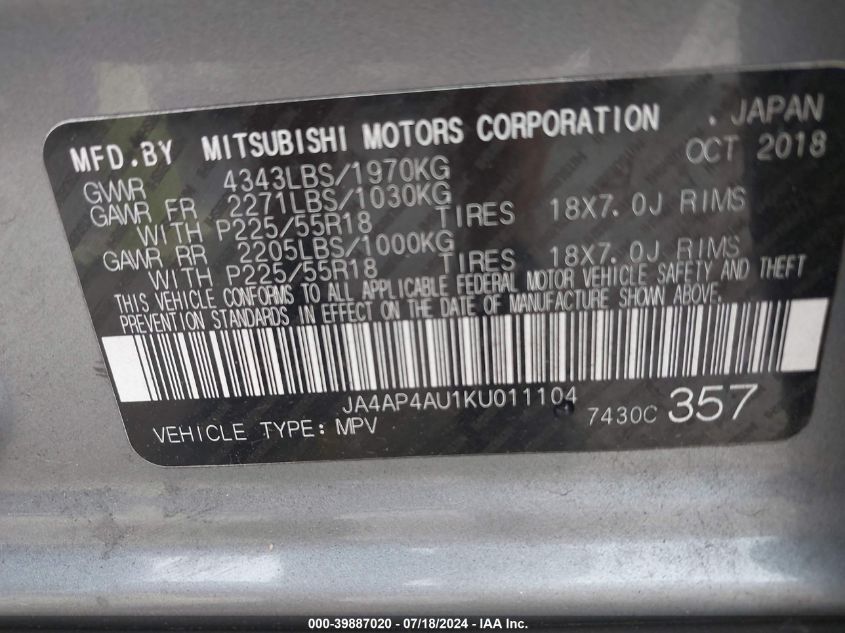 MFD.BY MITSUBISHI MOTORS CORPORATION . JAPAN
OCT 2018
GVWR 4343LBS/1970KG
GAWR FR 2271LBS/1030KG
WITH P225/55R18 TIRES 18X7.0J RIMS
GAWR RR 2205LBS/1000KG
WITH P225/55R18 TIRES 18X7.0J RIMS
THIS VEHICLE CONFORMS TO ALL APPLICABLE FEDERAL MOTOR VEHICLE SAFETY AND THEFT
PREVENTION STANDARDS IN EFFECT ON THE DATE OF MANUFACTURE SHOWN ABOVE.
JA4AP4AU1KU011104
VEHICLE TYPE: MPV 7430C 357
000-39887020 / 07/18/2024 - IAA Inc.